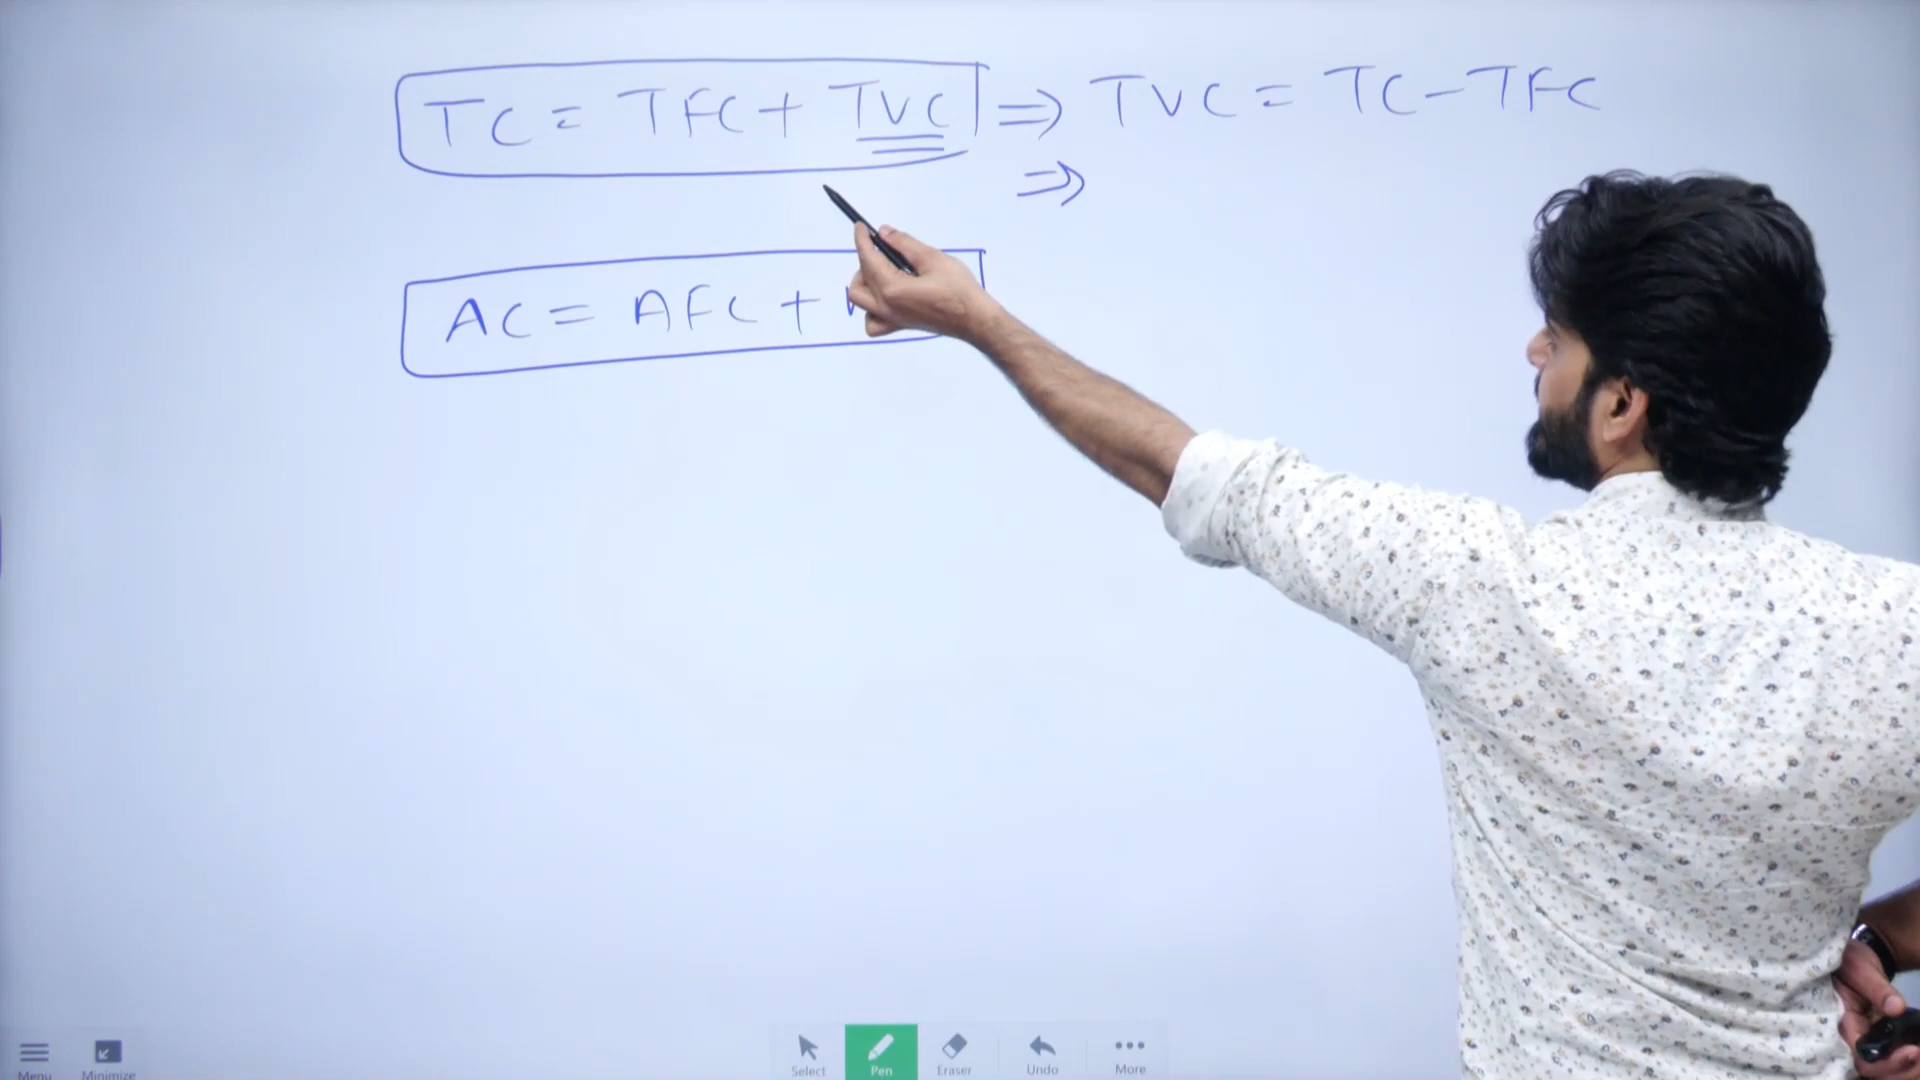 TC = TFC + TVC ⇒ TVC = TC - TFC
⇒
AC = AFC +
Menu
Minimize
Select
Pen
Eraser
Undo
More